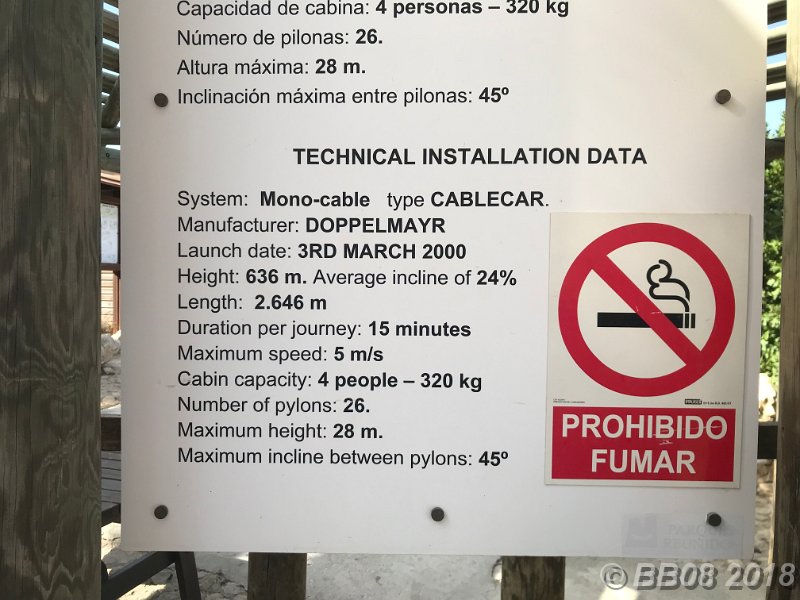 Capacidad de cabina: 4 personas – 320 kg
Número de pilonas: 26.
Altura máxima: 28 m.
Inclinación máxima entre pilonas: 45º
TECHNICAL INSTALLATION DATA
System: Mono-cable type CABLECAR.
Manufacturer: DOPPELMAYR
Launch date: 3RD MARCH 2000
Height: 636 m. Average incline of 24%
Length: 2.646 m
Duration per journey: 15 minutes
Maximum speed: 5 m/s
Cabin capacity: 4 people – 320 kg
Number of pylons: 26.
Maximum height: 28 m.
Maximum incline between pylons: 45º
PROHIBIDO
FUMAR
PARQUES
REUNIDOS
© BB08 2018